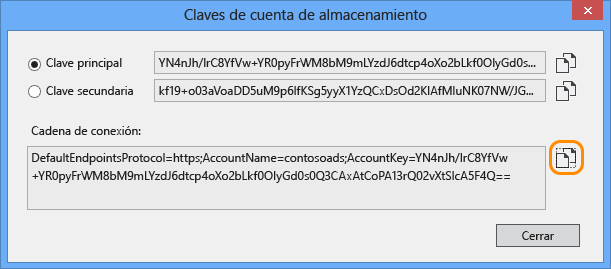 Claves de cuenta de almacenamiento
Clave principal YN4nJh/IrC8YfVw+YR0pyFrWM8bM9mLYzdJ6dtcp4oXo2bLkf0OlyGd0s...
Clave secundaria kf19+o03aVoaDD5uM9p6lfKSg5yyX1YzQCxDsOd2KIAfMluNK07NW/JG...
Cadena de conexión:
DefaultEndpointsProtocol=https;AccountName=contosoads;AccountKey=YN4nJh/IrC8YfVw
+YR0pyFrWM8bM9mLYzdJ6dtcp4oXo2bLkf0OlyGd0s0Q3CAxAtCoPA13rQ02vXtSlcA5F4Q==
Cerrar